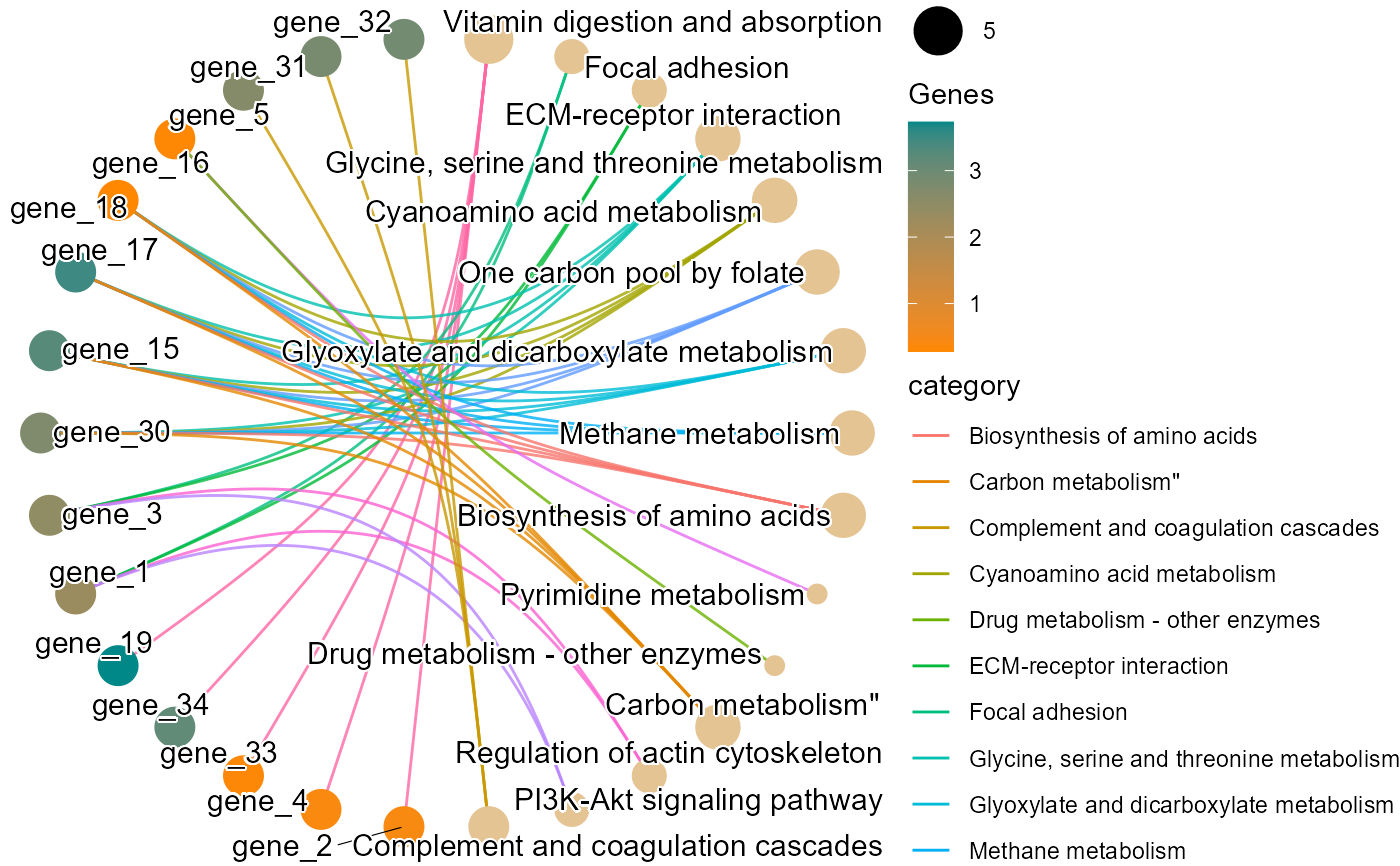 gene_32
Vitamin digestion and absorption
gene_31
Focal adhesion
gene_5
ECM-receptor interaction
gene_16
Glycine, serine and threonine metabolism
gene_18
Cyanoamino acid metabolism
gene_17
One carbon pool by folate
gene_15
Glyoxylate and dicarboxylate metabolism
gene_30
Methane metabolism
gene_3
Biosynthesis of amino acids
gene_1
Pyrimidine metabolism
gene_19
Drug metabolism - other enzymes
gene_34
Carbon metabolism"
gene_33
Regulation of actin cytoskeleton
gene_4
PI3K-Akt signaling pathway
gene_2
Complement and coagulation cascades
5
Genes
3
2
1
category
Biosynthesis of amino acids
Carbon metabolism"
Complement and coagulation cascades
Cyanoamino acid metabolism
Drug metabolism - other enzymes
ECM-receptor interaction
Focal adhesion
Glycine, serine and threonine metabolism
Glyoxylate and dicarboxylate metabolism
Methane metabolism